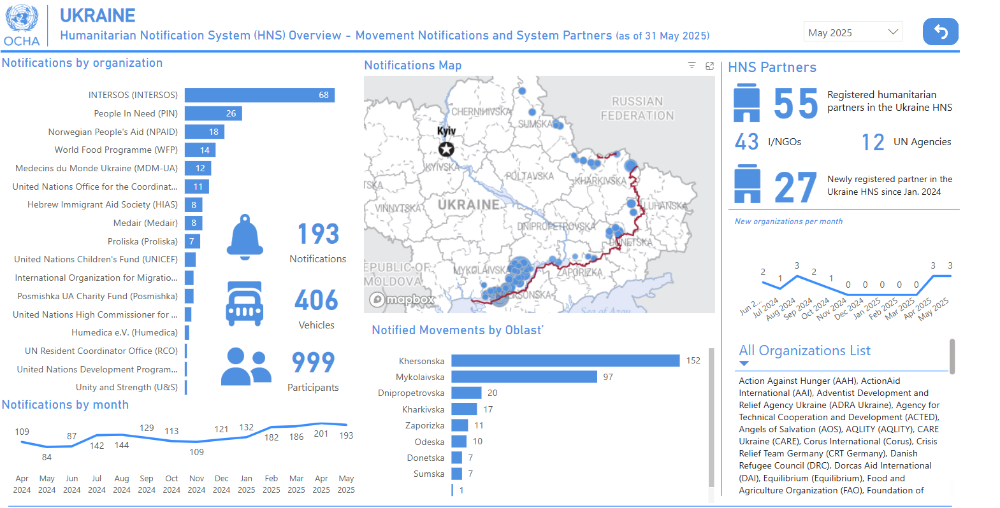 OCHA
UKRAINE
Humanitarian Notification System (HNS) Overview - Movement Notifications and System Partners (as of 31 May 2025)
May 2025
Notifications by organization
INTERSOS (INTERSOS) 68
People In Need (PIN) 26
Norwegian People's Aid (NPAID) 18
World Food Programme (WFP) 14
Medecins du Monde Ukraine (MDM-UA) 12
United Nations Office for the Coordinat... 11
Hebrew Immigrant Aid Society (HIAS) 8
Medair (Medair) 8
Proliska (Proliska) 7
United Nations Children's Fund (UNICEF)
International Organization for Migratio...
Posmishka UA Charity Fund (Posmishka)
United Nations High Commissioner for ...
Humedica e.V. (Humedica)
UN Resident Coordinator Office (RCO)
United Nations Development Program...
Unity and Strength (U&S)
193
Notifications
406
Vehicles
999
Participants
Notifications by month
109 84 87 142 144 129 113 109 121 132 182 186 201 193
Apr May Jun Jul Aug Sep Oct Nov Dec Jan Feb Mar Apr May
2024 2024 2024 2024 2024 2024 2024 2024 2024 2025 2025 2025 2025 2025
Notifications Map
RUSSIAN
FEDERATION
CHERNIHIVSKA
SUMSKA
Kyiv
KYIVSKA
POLTAVSKA
KHARKIVSKA
TSKA
VINNYTSKA
UKRAINE
LUHANSKA
DNIPROPETROVSKA
DONETSKA
EPUBLIC OF
MOLDOVA
MYKOLAIVSKA
ZAPORIZKA
ERSONSKA
mapbox
Sea of Azov
Notified Movements by Oblast’
Khersonska 152
Mykolaivska 97
Dnipropetrovska 20
Kharkivska 17
Zaporizka 11
Odeska 10
Donetska 7
Sumska 7
1
HNS Partners
55
Registered humanitarian
partners in the Ukraine HNS
43 I/NGOs
12 UN Agencies
27
Newly registered partner in the
Ukraine HNS since Jan. 2024
New organizations per month
2 1 3 2 1 0 0 0 0 0 3 3
Jun 2... Jul 2024 Aug 2024 Sep 2024 Oct 2024 Nov 2024 Dec 2024 Jan 2025 Feb 2025 Mar 2025 Apr 2025 May 2025
All Organizations List
Action Against Hunger (AAH), ActionAid
International (AAI), Adventist Development and
Relief Agency Ukraine (ADRA Ukraine), Agency for
Technical Cooperation and Development (ACTED),
Angels of Salvation (AOS), AQLITY (AQLITY), CARE
Ukraine (CARE), Corus International (Corus), Crisis
Relief Team Germany (CRT Germany), Danish
Refugee Council (DRC), Dorcas Aid International
(DAI), Equilibrium (Equilibrium), Food and
Agriculture Organization (FAO), Foundation of